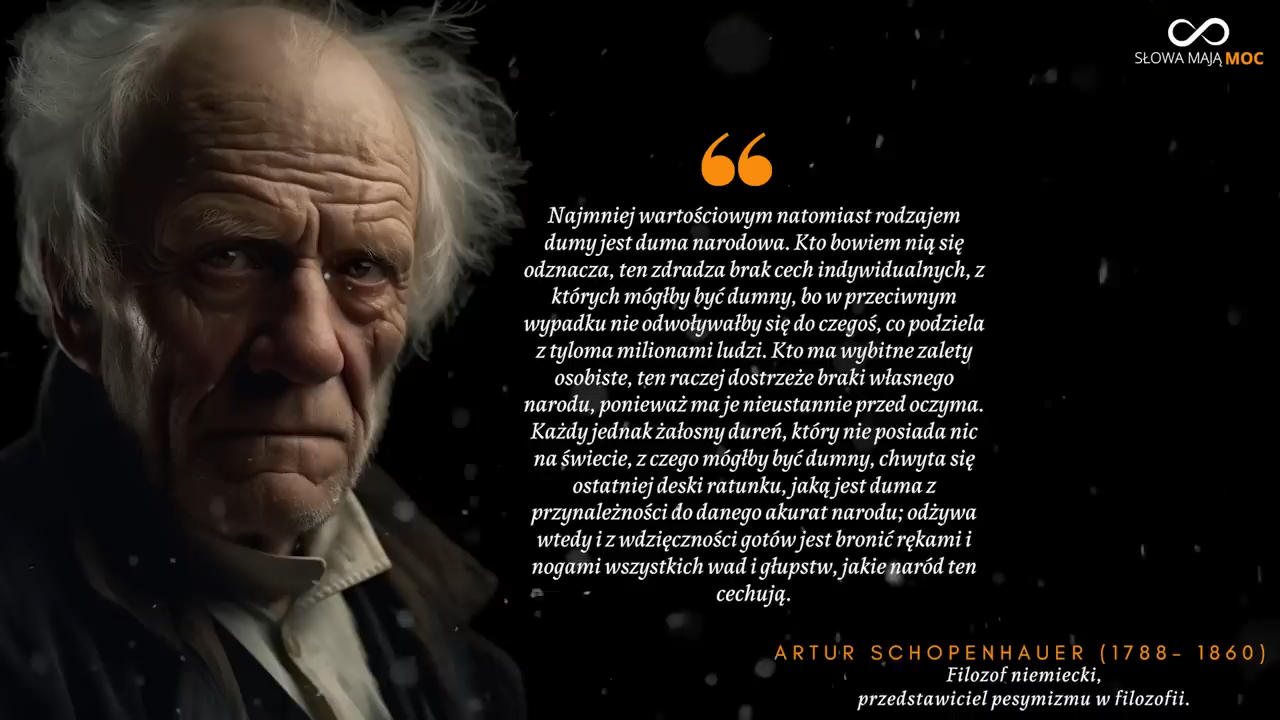 SŁOWA MAJĄ MOC
Najmniej wartościowym natomiast rodzajem
dumy jest duma narodowa. Kto bowiem nią się
odznacza, ten zdradza brak cech indywidualnych, z
których mógłby być dumny, bo w przeciwnym
wypadku nie odwoływałby się do czegoś, co podziela
z tyloma milionami ludzi. Kto ma wybitne zalety
osobiste, ten raczej dostrzeże braki własnego
narodu, ponieważ ma je nieustannie przed oczyma.
Każdy jednak żałosny dureń, który nie posiada nic
na świecie, z czego mógłby być dumny, chwyta się
ostatniej deski ratunku, jaką jest duma z
przynależności do danego akurat narodu; odżywa
wtedy i z wdzięczności gotów jest bronić rękami i
nogami wszystkich wad i głupstw, jakie naród ten
cechują.
ARTUR SCHOPENHAUER (1788- 1860)
Filozof niemiecki,
przedstawiciel pesymizmu w filozofii.